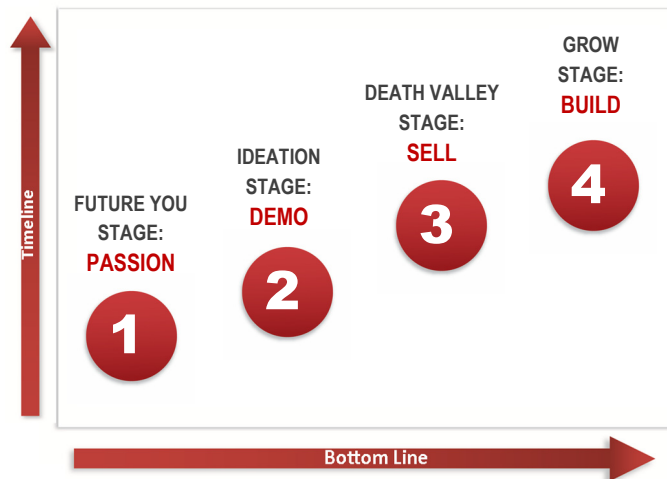 Timeline
FUTURE YOU
STAGE:
PASSION
1
IDEATION
STAGE:
DEMO
2
DEATH VALLEY
STAGE:
SELL
3
GROW
STAGE:
BUILD
4
Bottom Line